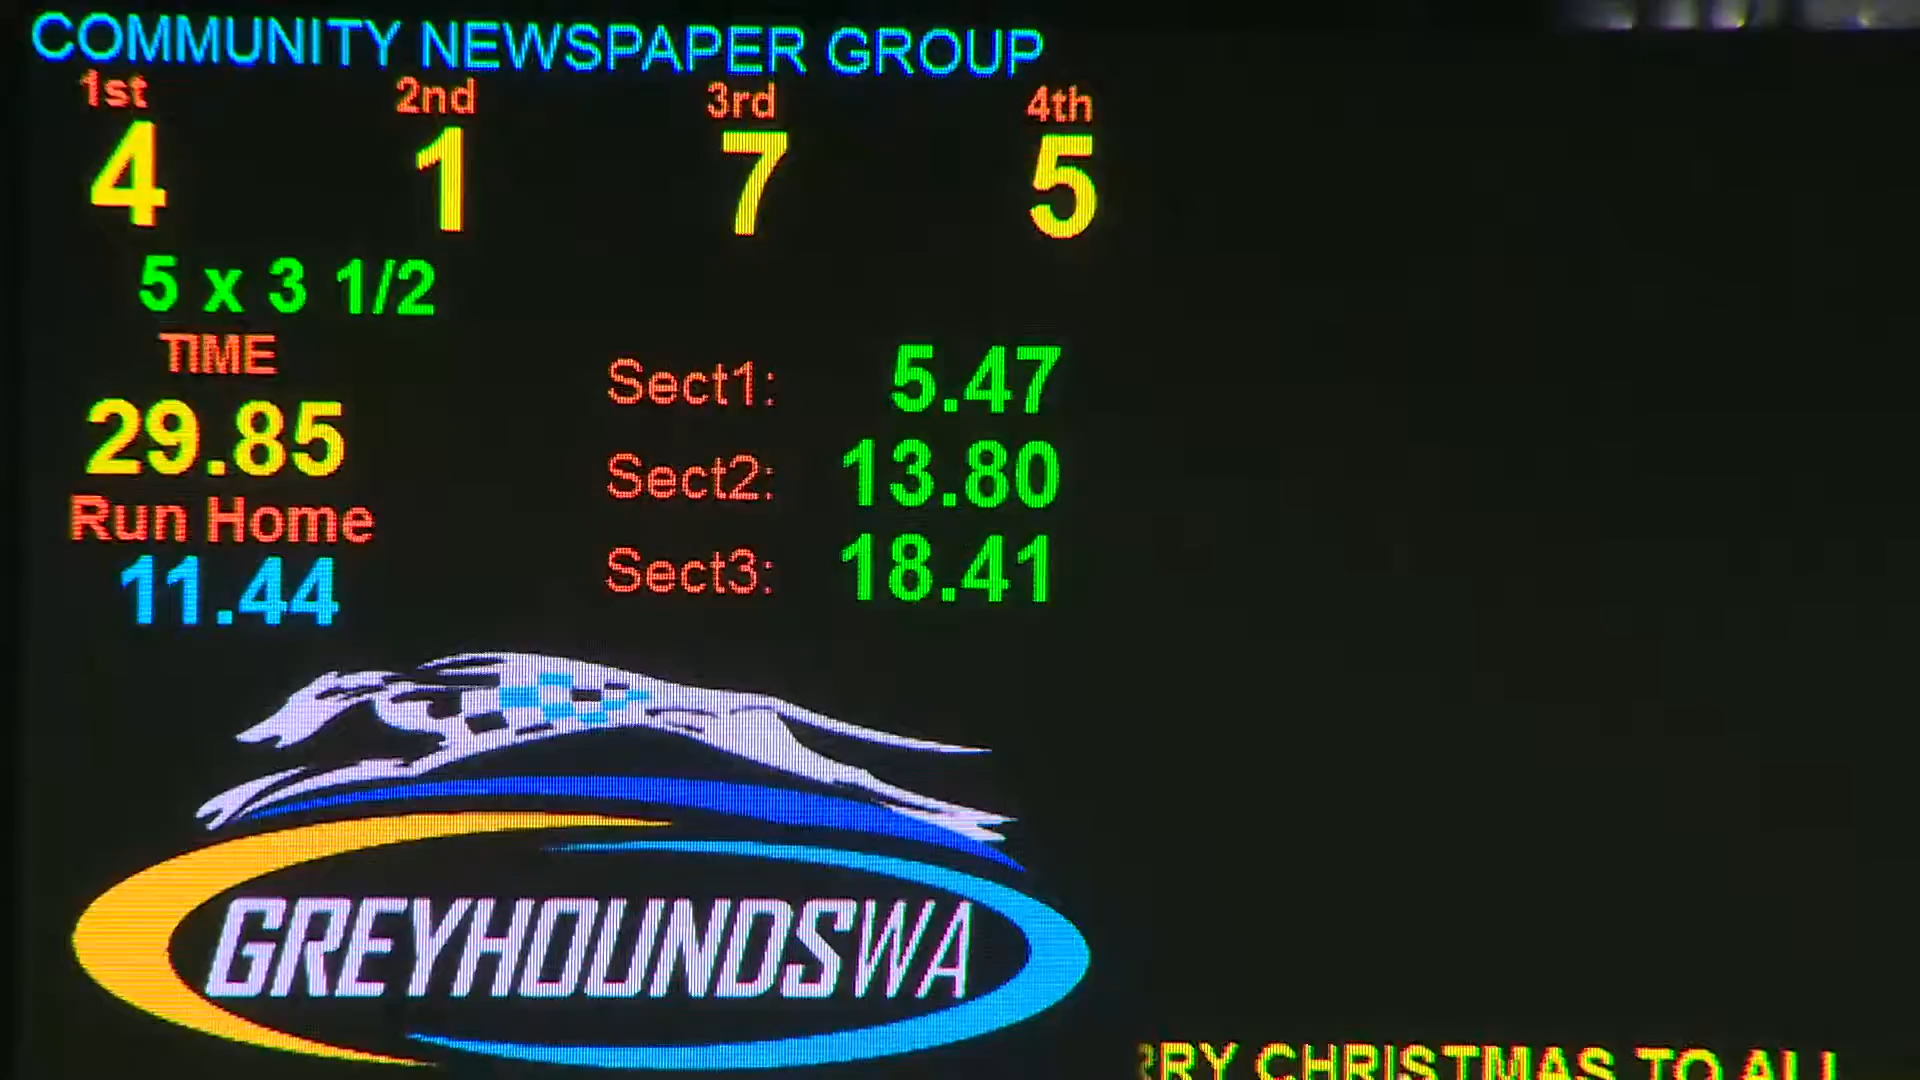 COMMUNITY NEWSPAPER GROUP
1st 2nd 3rd 4th
4 1 7 5
5 x 3 1/2
TIME
29.85
Run Home
11.44
Sect1: 5.47
Sect2: 13.80
Sect3: 18.41
GREYHOUNDSWA
CHRISTMAS TO ALL